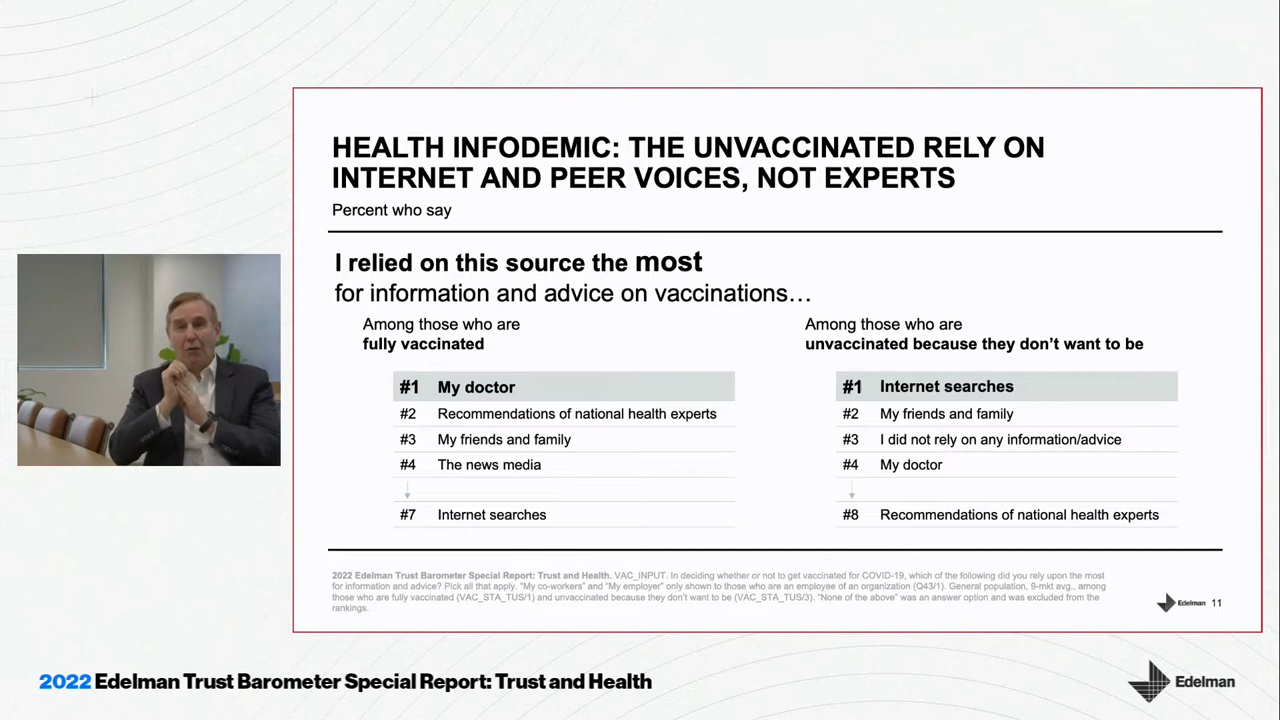 HEALTH INFODEMIC: THE UNVACCINATED RELY ON
INTERNET AND PEER VOICES, NOT EXPERTS
Percent who say
I relied on this source the most
for information and advice on vaccinations…
Among those who are
fully vaccinated
#1 My doctor
#2 Recommendations of national health experts
#3 My friends and family
#4 The news media
#7 Internet searches
Among those who are
unvaccinated because they don’t want to be
#1 Internet searches
#2 My friends and family
#3 I did not rely on any information/advice
#4 My doctor
#8 Recommendations of national health experts
2022 Edelman Trust Barometer Special Report: Trust and Health. VAC_INPUT. In deciding whether or not to get vaccinated for COVID-19, which of the following did you rely upon the most
for information and advice? Pick all that apply. “My co-workers” and “My employer” only shown to those who are an employee of an organization (Q43/1). General population, 9-mkt avg., among
those who are fully vaccinated (VAC_STA_TUS/1) and unvaccinated because they don’t want to be (VAC_STA_TUS/3). “None of the above” was an answer option and was excluded from the
rankings.
Edelman 11
2022 Edelman Trust Barometer Special Report: Trust and Health
Edelman